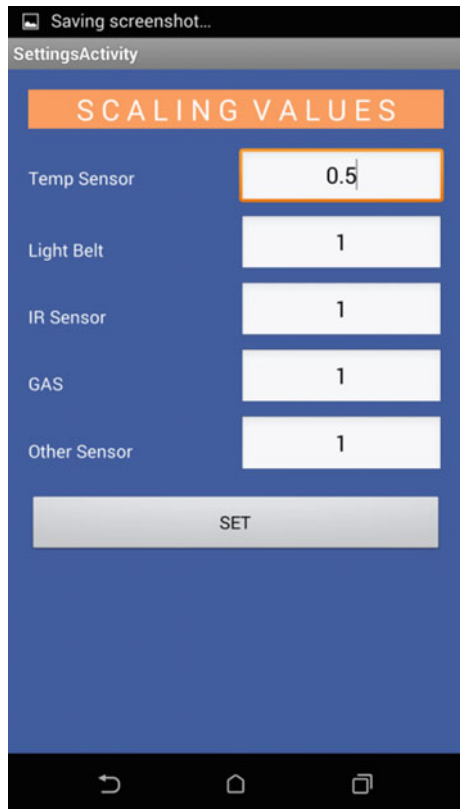 Saving screenshot...
SettingsActivity
SCALING VALUES
Temp Sensor 0.5
Light Belt 1
IR Sensor 1
GAS 1
Other Sensor 1
SET